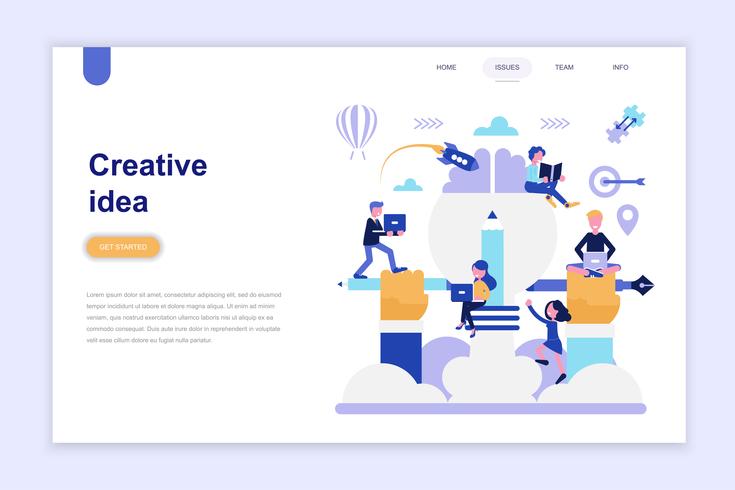 HOME ISSUES TEAM INFO
Creative
idea
GET STARTED
Lorem ipsum dolor sit amet, consectetur adipiscing elit,
sed do eiusmod tempor incididunt ut labore et dolore
magna aliqua. Ut enim ad minim veniam, quis nostrud
exercitation ullamco laboris nisi ut aliquip ex ea commodo
consequat. Duis aute irure dolor in reprehenderit in voluptate
velit esse cillum dolore eu fugiat nulla pariatur.